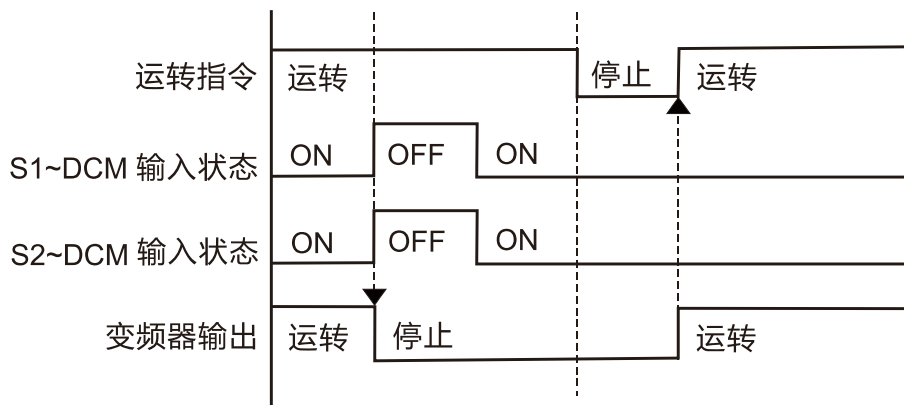 运转指令 运转 停止 运转
S1~DCM 输入状态 ON OFF ON
S2~DCM 输入状态 ON OFF ON
变频器输出 运转 停止 运转